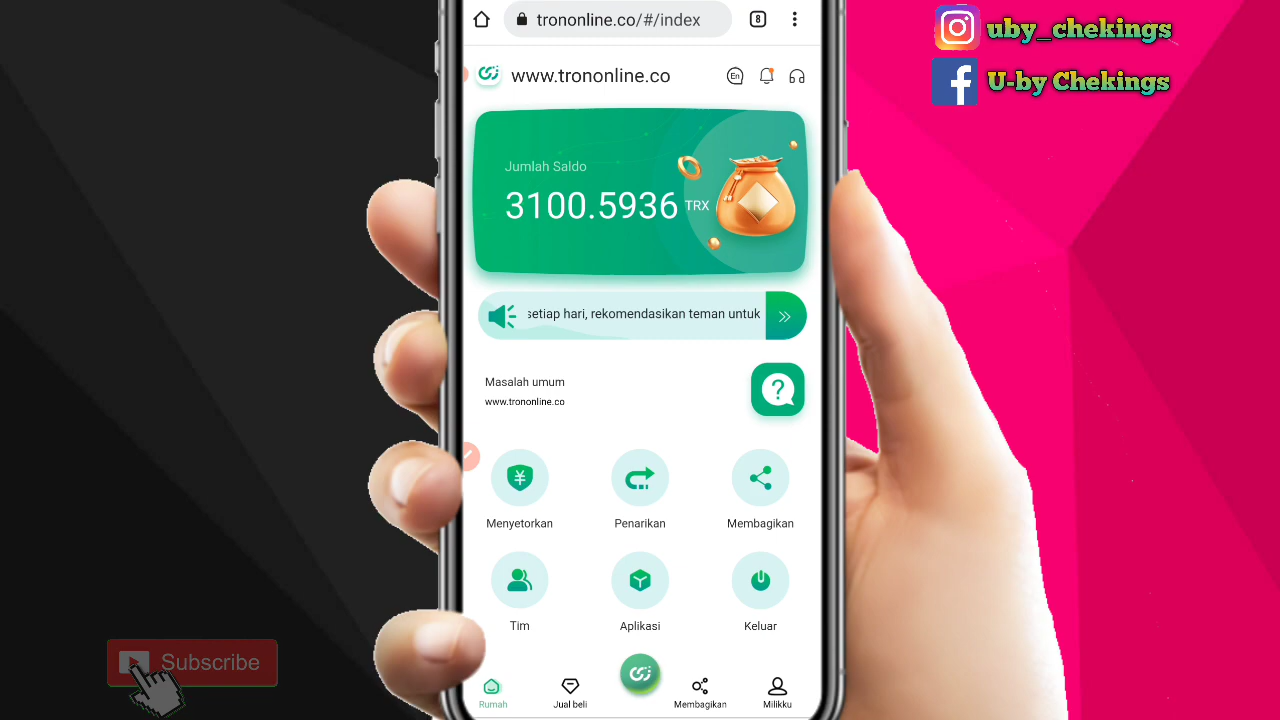 trononline.co/#/index
8
uby_chekings
U-by Chekings
www.trononline.co
En
Jumlah Saldo
3100.5936 TRX
setiap hari, rekomendasikan teman untuk
Masalah umum
www.trononline.co
?
¥
Menyetorkan
Penarikan
Membagikan
Tim
Aplikasi
Keluar
Subscribe
Rumah
Jual beli
Membagikan
Milikku